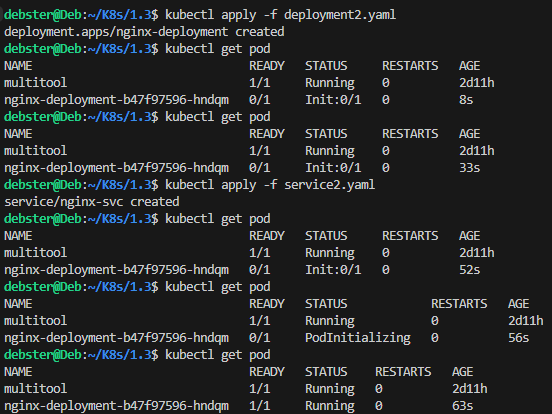 debster@Deb:~/K8s/1.3$ kubectl apply -f deployment2.yaml
deployment.apps/nginx-deployment created
debster@Deb:~/K8s/1.3$ kubectl get pod
NAME                               READY   STATUS     RESTARTS   AGE
multitool                          1/1     Running    0          2d11h
nginx-deployment-b47f97596-hndqm   0/1     Init:0/1   0          8s
debster@Deb:~/K8s/1.3$ kubectl get pod
NAME                               READY   STATUS     RESTARTS   AGE
multitool                          1/1     Running    0          2d11h
nginx-deployment-b47f97596-hndqm   0/1     Init:0/1   0          33s
debster@Deb:~/K8s/1.3$ kubectl apply -f service2.yaml
service/nginx-svc created
debster@Deb:~/K8s/1.3$ kubectl get pod
NAME                               READY   STATUS     RESTARTS   AGE
multitool                          1/1     Running    0          2d11h
nginx-deployment-b47f97596-hndqm   0/1     Init:0/1   0          52s
debster@Deb:~/K8s/1.3$ kubectl get pod
NAME                               READY   STATUS            RESTARTS   AGE
multitool                          1/1     Running           0          2d11h
nginx-deployment-b47f97596-hndqm   0/1     PodInitializing   0          56s
debster@Deb:~/K8s/1.3$ kubectl get pod
NAME                               READY   STATUS    RESTARTS   AGE
multitool                          1/1     Running   0          2d11h
nginx-deployment-b47f97596-hndqm   1/1     Running   0          63s